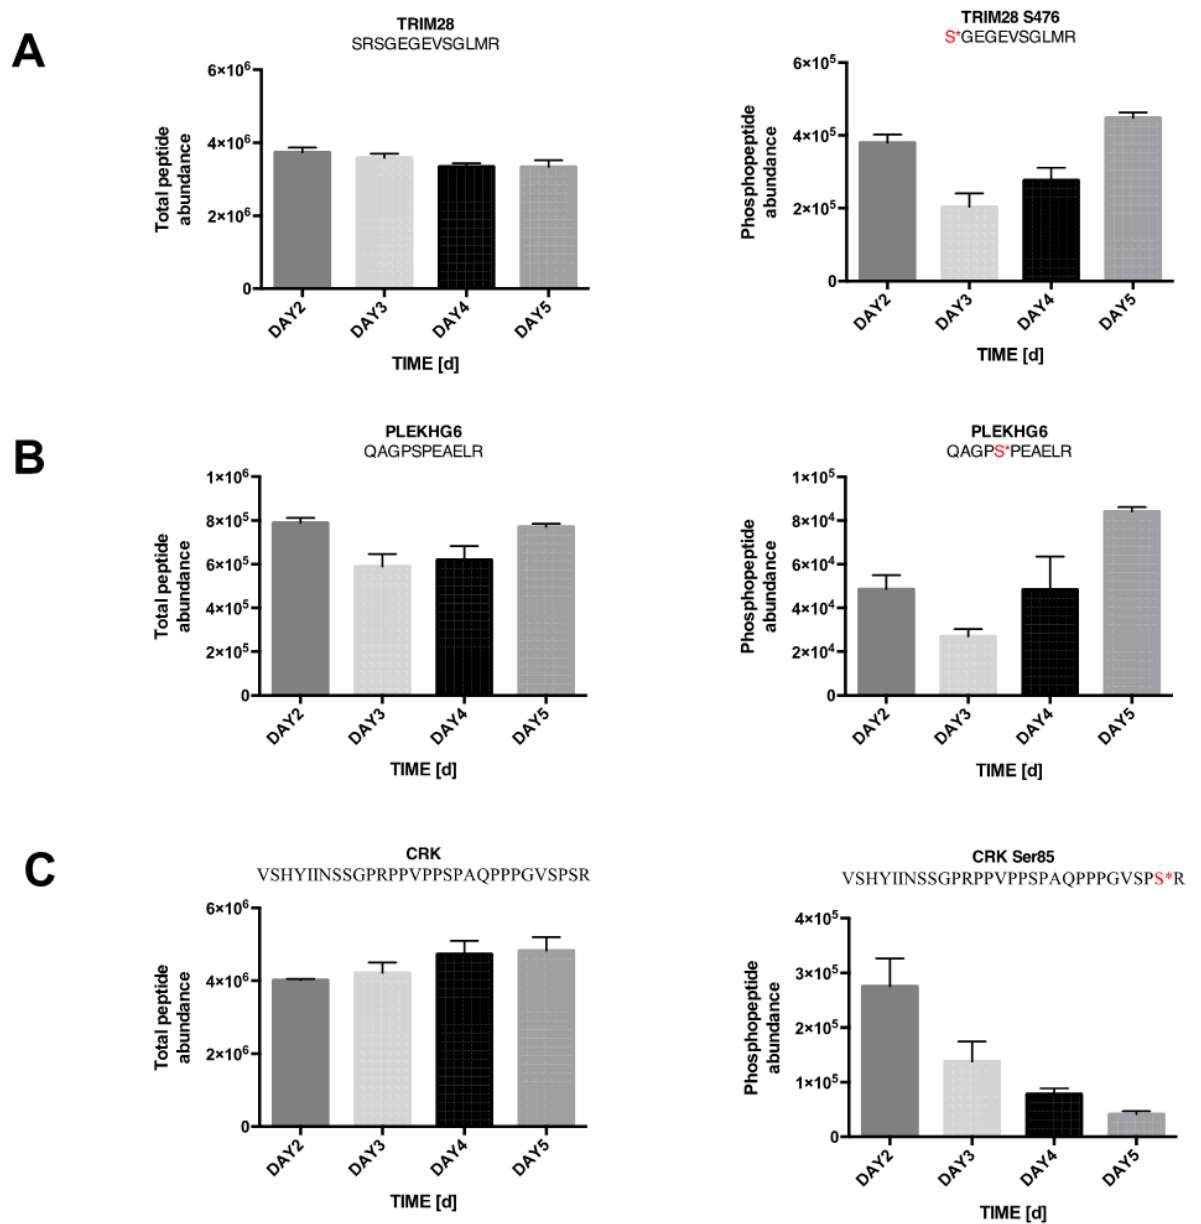 A
TRIM28
SRSGEGEVSGLMR
Total peptide
abundance
6×10⁶
4×10⁶
2×10⁶
0
DAY2
DAY3
DAY4
DAY5
TIME [d]
TRIM28 S476
S*GEGEVSGLMR
Phosphopeptide
abundance
6×10⁵
4×10⁵
2×10⁵
0
DAY2
DAY3
DAY4
DAY5
TIME [d]
B
PLEKHG6
QAGPSPEAELR
Total peptide
abundance
1×10⁶
8×10⁵
6×10⁵
4×10⁵
2×10⁵
0
DAY2
DAY3
DAY4
DAY5
TIME [d]
PLEKHG6
QAGPS*PEAELR
Phosphopeptide
abundance
1×10⁵
8×10⁴
6×10⁴
4×10⁴
2×10⁴
0
DAY2
DAY3
DAY4
DAY5
TIME [d]
C
CRK
VSHYIINSSGPRPPVPPSPAQPPPGVSPSR
Total peptide
abundance
6×10⁶
4×10⁶
2×10⁶
0
DAY2
DAY3
DAY4
DAY5
TIME [d]
CRK Ser85
VSHYIINSSGPRPPVPPSPAQPPPGVSPS*R
Phosphopeptide
abundance
4×10⁵
3×10⁵
2×10⁵
1×10⁵
0
DAY2
DAY3
DAY4
DAY5
TIME [d]